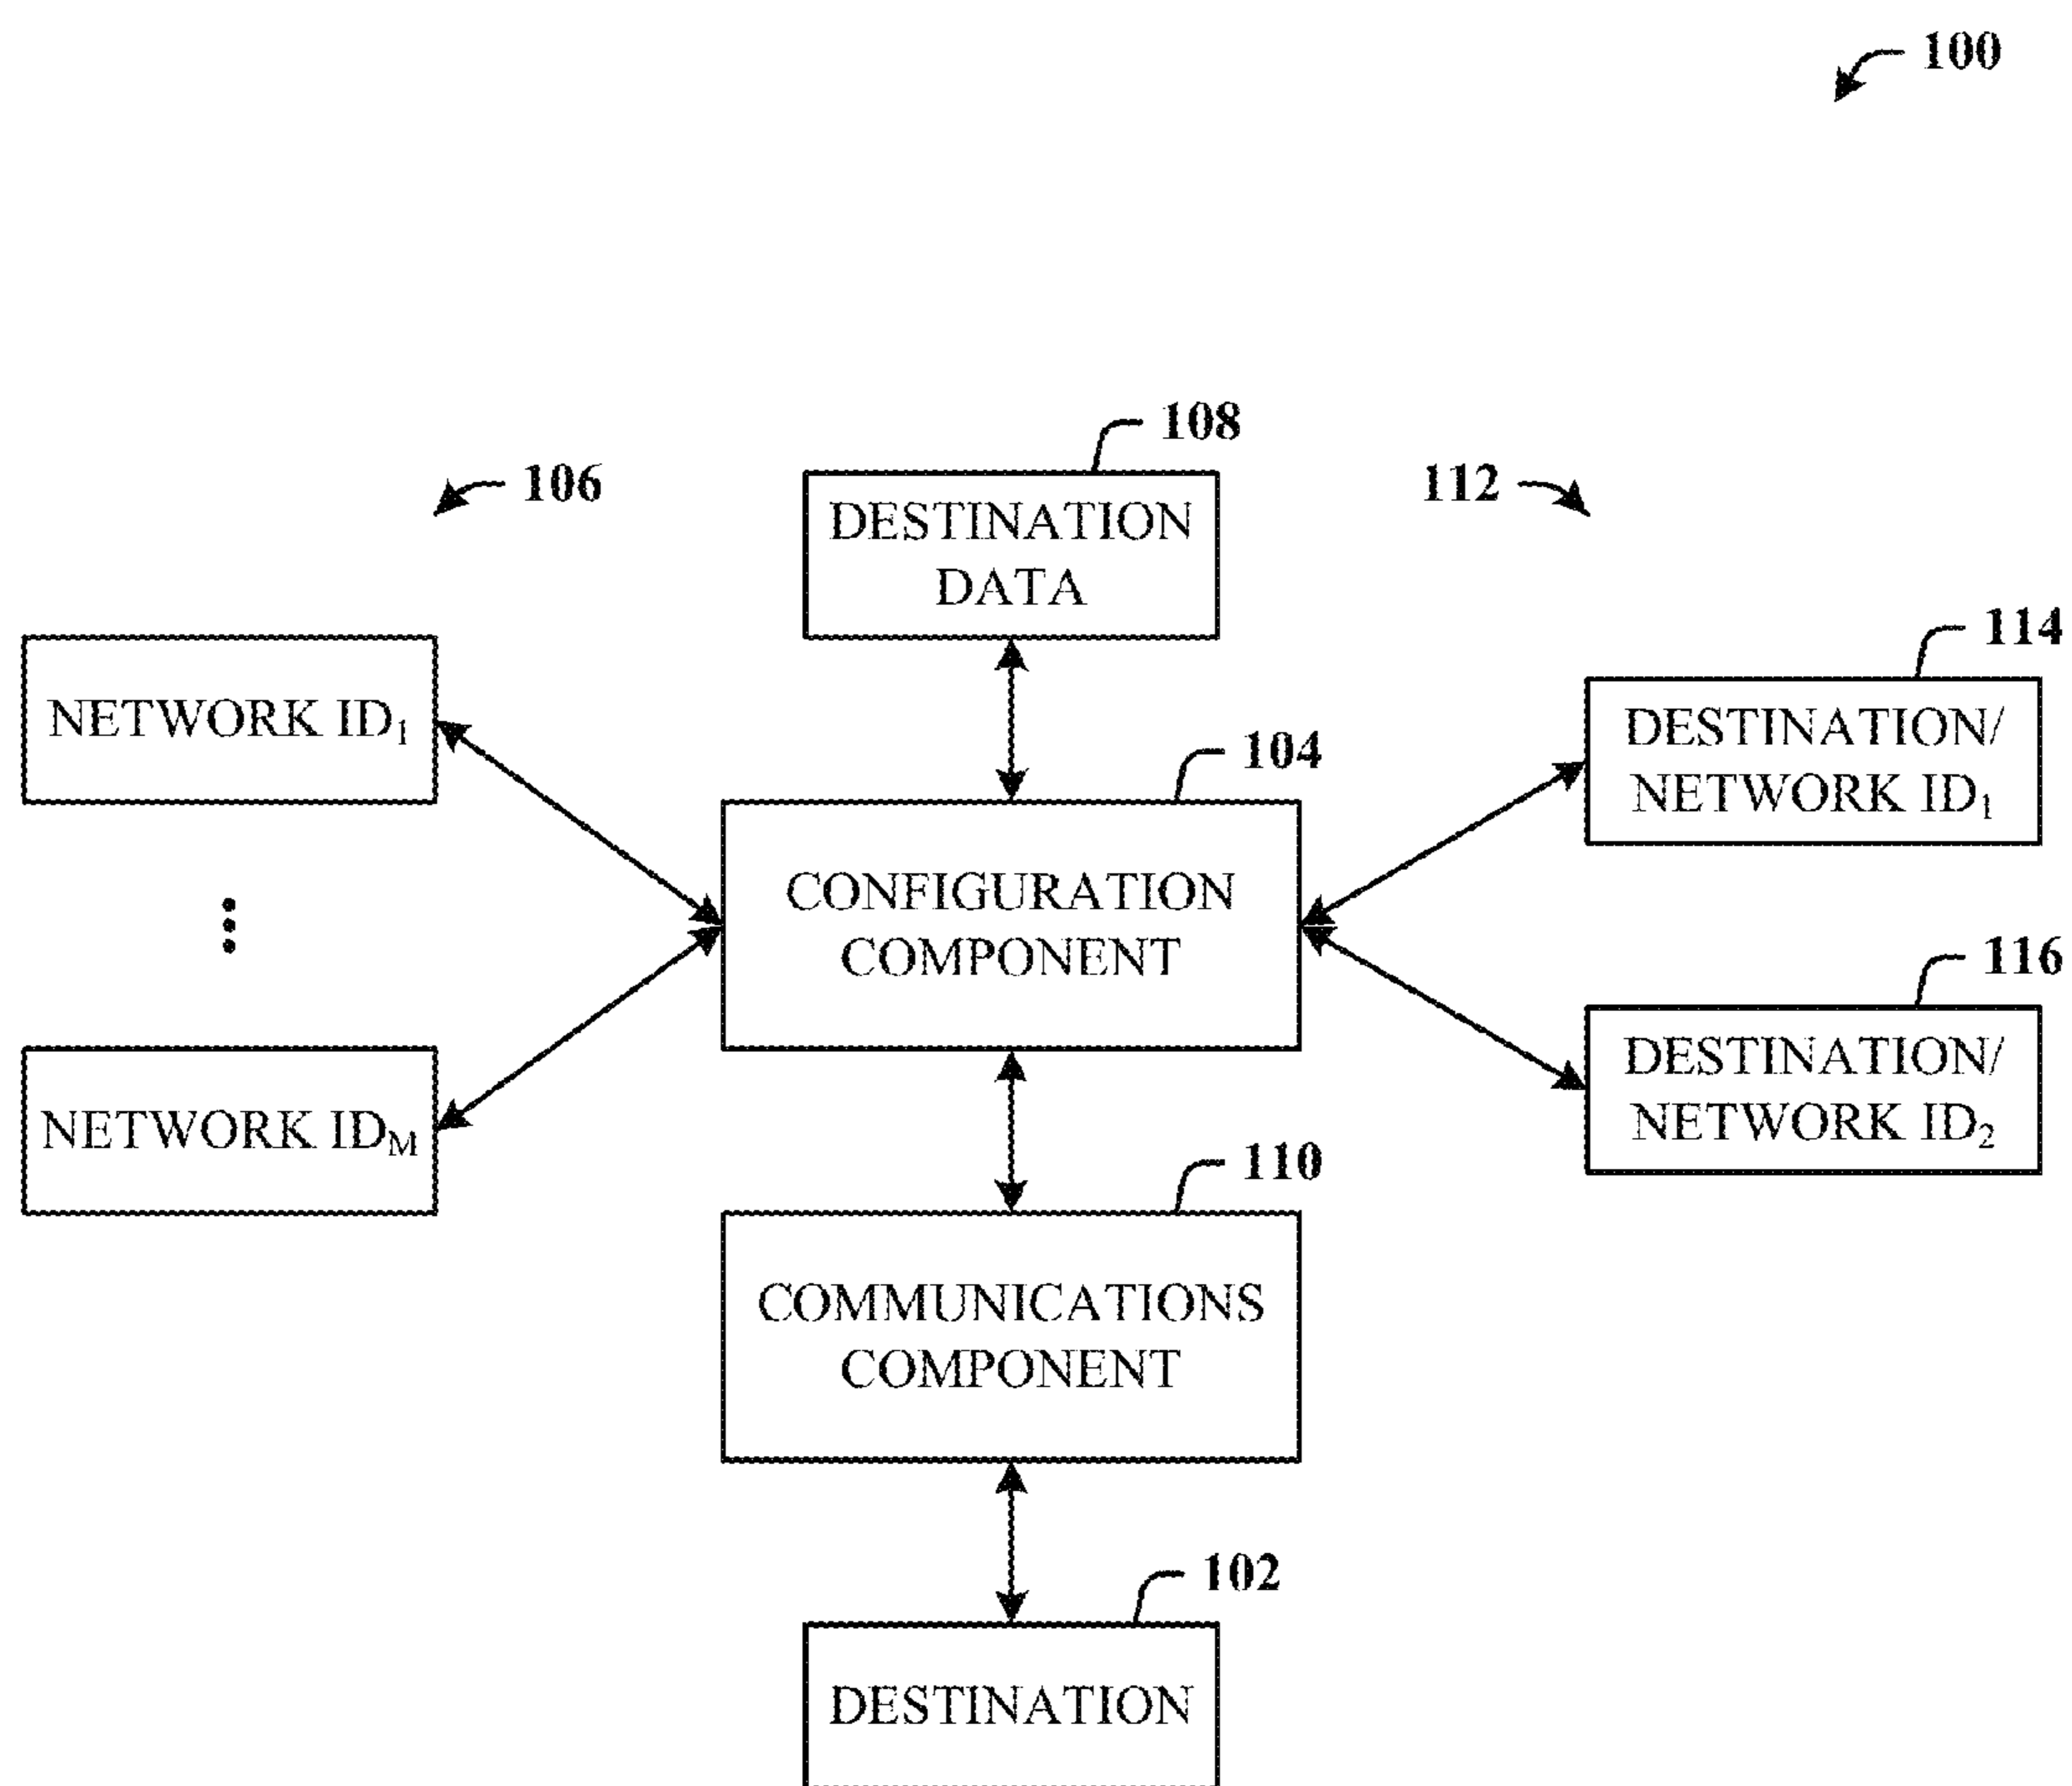 100
108
106
112
DESTINATION
DATA
114
NETWORK ID₁
DESTINATION/
NETWORK ID₁
104
CONFIGURATION
COMPONENT
116
DESTINATION/
NETWORK ID₂
NETWORK IDM
110
COMMUNICATIONS
COMPONENT
102
DESTINATION